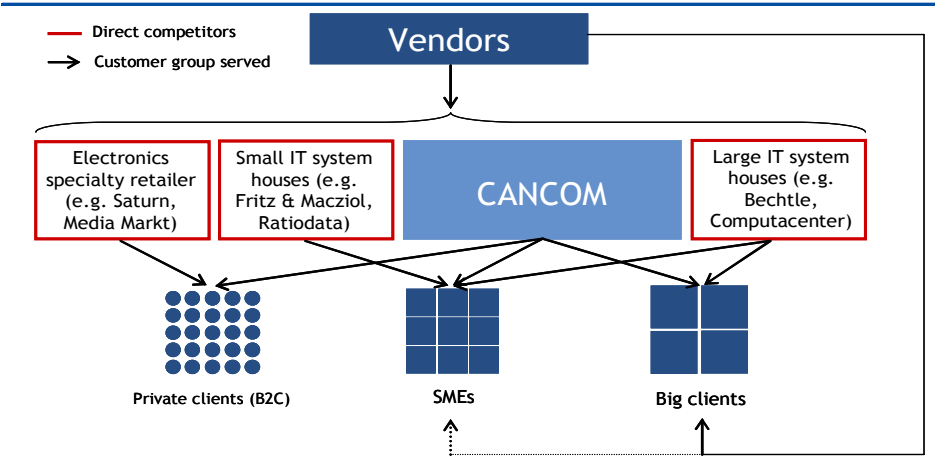 Direct competitors
Customer group served
Vendors
Electronics
specialty retailer
(e.g. Saturn,
Media Markt)
Small IT system
houses (e.g.
Fritz & Macziol,
Ratiodata)
CANCOM
Large IT system
houses (e.g.
Bechtle,
Computacenter)
Private clients (B2C)
SMEs
Big clients